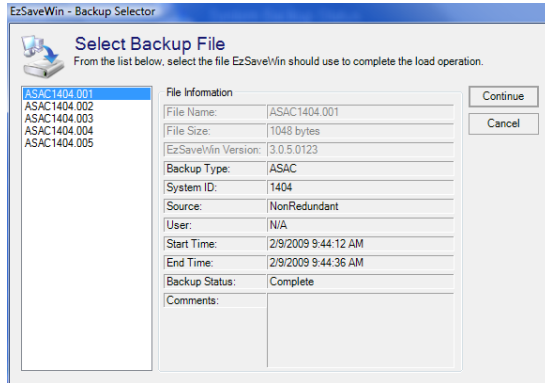 EzSaveWin - Backup Selector
Select Backup File
From the list below, select the file EzSaveWin should use to complete the load operation.
ASAC1404.001
ASAC1404.002
ASAC1404.003
ASAC1404.004
ASAC1404.005
File Information
File Name: ASAC1404.001
File Size: 1048 bytes
EzSaveWin Version: 3.0.5.0123
Backup Type: ASAC
System ID: 1404
Source: NonRedundant
User: N/A
Start Time: 2/9/2009 9:44:12 AM
End Time: 2/9/2009 9:44:36 AM
Backup Status: Complete
Comments:
Continue
Cancel